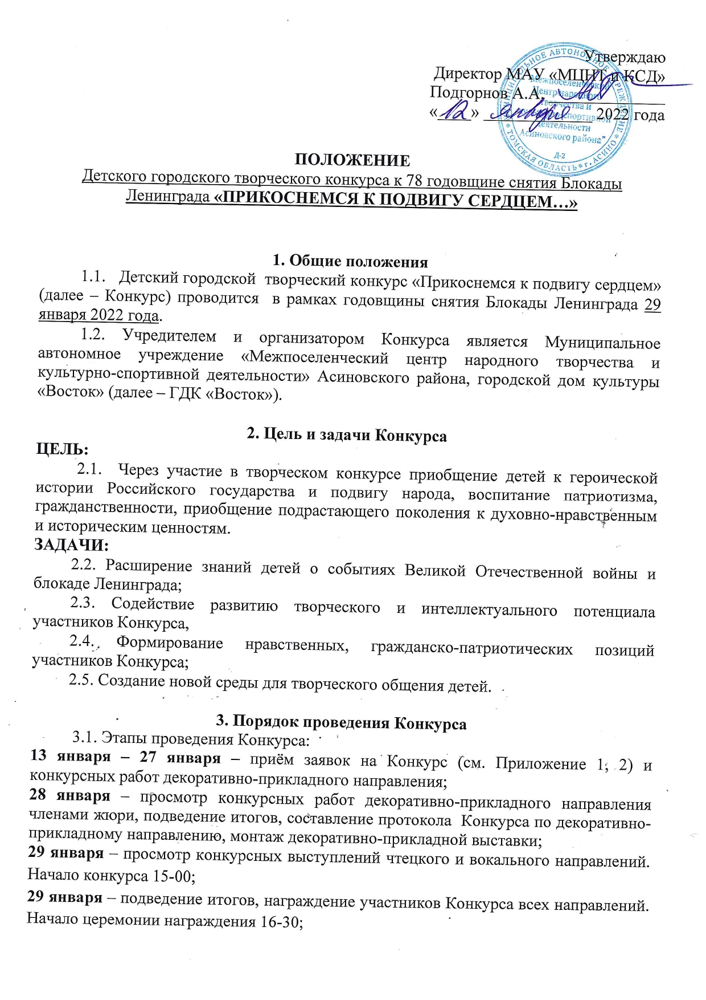 Утверждаю
Директор МАУ «МЦНТ и КСД»
Подгорнов А.А.
«12» января 2022 года
МУНИЦИПАЛЬНОЕ АВТОНОМНОЕ УЧРЕЖДЕНИЕ * ТОМСКАЯ ОБЛАСТЬ * г. АСИНО *
"Межпоселенческий
Центр народного
творчества и
спортивной
деятельности
Асиновского района"
Д-2
ПОЛОЖЕНИЕ
Детского городского творческого конкурса к 78 годовщине снятия Блокады
Ленинграда «ПРИКОСНЕМСЯ К ПОДВИГУ СЕРДЦЕМ…»
1. Общие положения
1.1. Детский городской творческий конкурс «Прикоснемся к подвигу сердцем»
(далее – Конкурс) проводится в рамках годовщины снятия Блокады Ленинграда 29
января 2022 года.
1.2. Учредителем и организатором Конкурса является Муниципальное
автономное учреждение «Межпоселенческий центр народного творчества и
культурно-спортивной деятельности» Асиновского района, городской дом культуры
«Восток» (далее – ГДК «Восток»).
2. Цель и задачи Конкурса
ЦЕЛЬ:
2.1. Через участие в творческом конкурсе приобщение детей к героической
истории Российского государства и подвигу народа, воспитание патриотизма,
гражданственности, приобщение подрастающего поколения к духовно-нравственным
и историческим ценностям.
ЗАДАЧИ:
2.2. Расширение знаний детей о событиях Великой Отечественной войны и
блокаде Ленинграда;
2.3. Содействие развитию творческого и интеллектуального потенциала
участников Конкурса,
2.4. Формирование нравственных, гражданско-патриотических позиций
участников Конкурса;
2.5. Создание новой среды для творческого общения детей.
3. Порядок проведения Конкурса
3.1. Этапы проведения Конкурса:
13 января – 27 января – приём заявок на Конкурс (см. Приложение 1, 2) и
конкурсных работ декоративно-прикладного направления;
28 января – просмотр конкурсных работ декоративно-прикладного направления
членами жюри, подведение итогов, составление протокола Конкурса по декоративно-
прикладному направлению, монтаж декоративно-прикладной выставки;
29 января – просмотр конкурсных выступлений чтецкого и вокального направлений.
Начало конкурса 15-00;
29 января – подведение итогов, награждение участников Конкурса всех направлений.
Начало церемонии награждения 16-30;